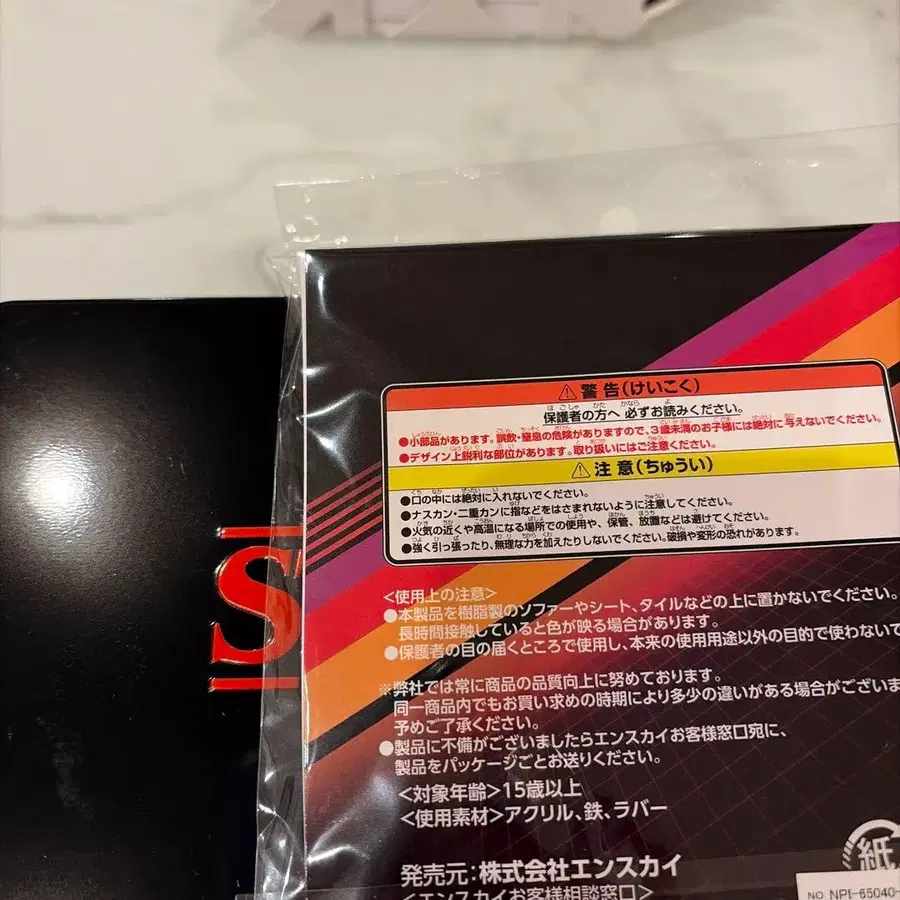 S
警告(けいこく)
保護者の方へ 必ずお読みください。
●小部品があります。誤飲・窒息の危険がありますので、3歳未満のお子様には絶対に与えないでください。
●デザイン上鋭利な部位があります。取り扱いにはご注意ください。
注意(ちゅうい)
●口の中には絶対に入れないでください。
●ナスカン・二重カンに指などをはさまれないように注意してください。
●火気の近くや高温になる場所での使用や、保管、放置などは避けてください。
●強く引っ張ったり、無理な力を加えたりしないでください。破損や変形の恐れがあります。
<使用上の注意>
●本製品を樹脂製のソファーやシート、タイルなどの上に置かないでください。
長時間接触していると色が映る場合があります。
●保護者の目の届くところで使用し、本来の使用用途以外の目的で使わないで
※弊社では常に商品の品質向上に努めております。
同一商品内でもお買い求めの時期により多少の違いがある場合がございま
予めご了承ください。
●製品に不備がございましたらエンスカイお客様窓口宛に、
製品をパッケージごとお送りください。
<対象年齢>15歳以上
<使用素材>アクリル、鉄、ラバー
発売元:株式会社エンスカイ
<エンスカイお客様相談窓口>
紙
NO NPI-65040-